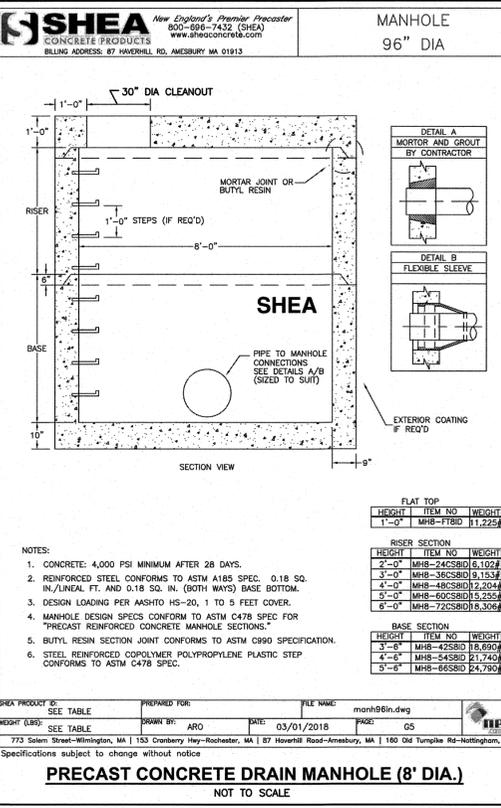 SHEA
CONCRETE PRODUCTS
New England's Premier Precaster
800-696-7432 (SHEA)
www.sheaconcrete.com
BILLING ADDRESS: 87 HAVERHILL RD, AMESBURY MA 01913
MANHOLE
96" DIA
30" DIA CLEANOUT
1'-0"
1'-0"
DETAIL A
MORTOR AND GROUT
BY CONTRACTOR
MORTAR JOINT OR
BUTYL RESIN
RISER
1'-0" STEPS (IF REQ'D)
8'-0"
DETAIL B
FLEXIBLE SLEEVE
6"
SHEA
BASE
PIPE TO MANHOLE
CONNECTIONS
SEE DETAILS A/B
(SIZED TO SUIT)
EXTERIOR COATING
IF REQ'D
10"
SECTION VIEW
9"
FLAT TOP
HEIGHT ITEM NO WEIGHT
1'-0" MH8-FT8ID 11,225#
RISER SECTION
HEIGHT ITEM NO WEIGHT
2'-0" MH8-24CS8ID 6,102#
3'-0" MH8-36CS8ID 9,153#
4'-0" MH8-48CS8ID 12,204#
5'-0" MH8-60CS8ID 15,255#
6'-0" MH8-72CS8ID 18,306#
BASE SECTION
HEIGHT ITEM NO WEIGHT
3'-6" MH8-42S8ID 18,690#
4'-6" MH8-54S8ID 21,740#
5'-6" MH8-66S8ID 24,790#
NOTES:
1. CONCRETE: 4,000 PSI MINIMUM AFTER 28 DAYS.
2. REINFORCED STEEL CONFORMS TO ASTM A185 SPEC. 0.18 SQ.
IN./LINEAL FT. AND 0.18 SQ. IN. (BOTH WAYS) BASE BOTTOM.
3. DESIGN LOADING PER AASHTO HS-20, 1 TO 5 FEET COVER.
4. MANHOLE DESIGN SPECS CONFORM TO ASTM C478 SPEC FOR
"PRECAST REINFORCED CONCRETE MANHOLE SECTIONS."
5. BUTYL RESIN SECTION JOINT CONFORMS TO ASTM C990 SPECIFICATION.
6. STEEL REINFORCED COPOLYMER POLYPROPYLENE PLASTIC STEP
CONFORMS TO ASTM C478 SPEC.
SHEA PRODUCT ID: SEE TABLE
PREPARED FOR:
FILE NAME: manh96in.dwg
WEIGHT (LBS): SEE TABLE
DRAWN BY: ARO
DATE: 03/01/2018
PAGE: G5
773 Salem Street-Wilmington, MA | 153 Cranberry Hwy-Rochester, MA | 87 Haverhill Road-Amesbury, MA | 160 Old Turnpike Rd-Nottingham,
Specifications subject to change without notice
PRECAST CONCRETE DRAIN MANHOLE (8' DIA.)
NOT TO SCALE